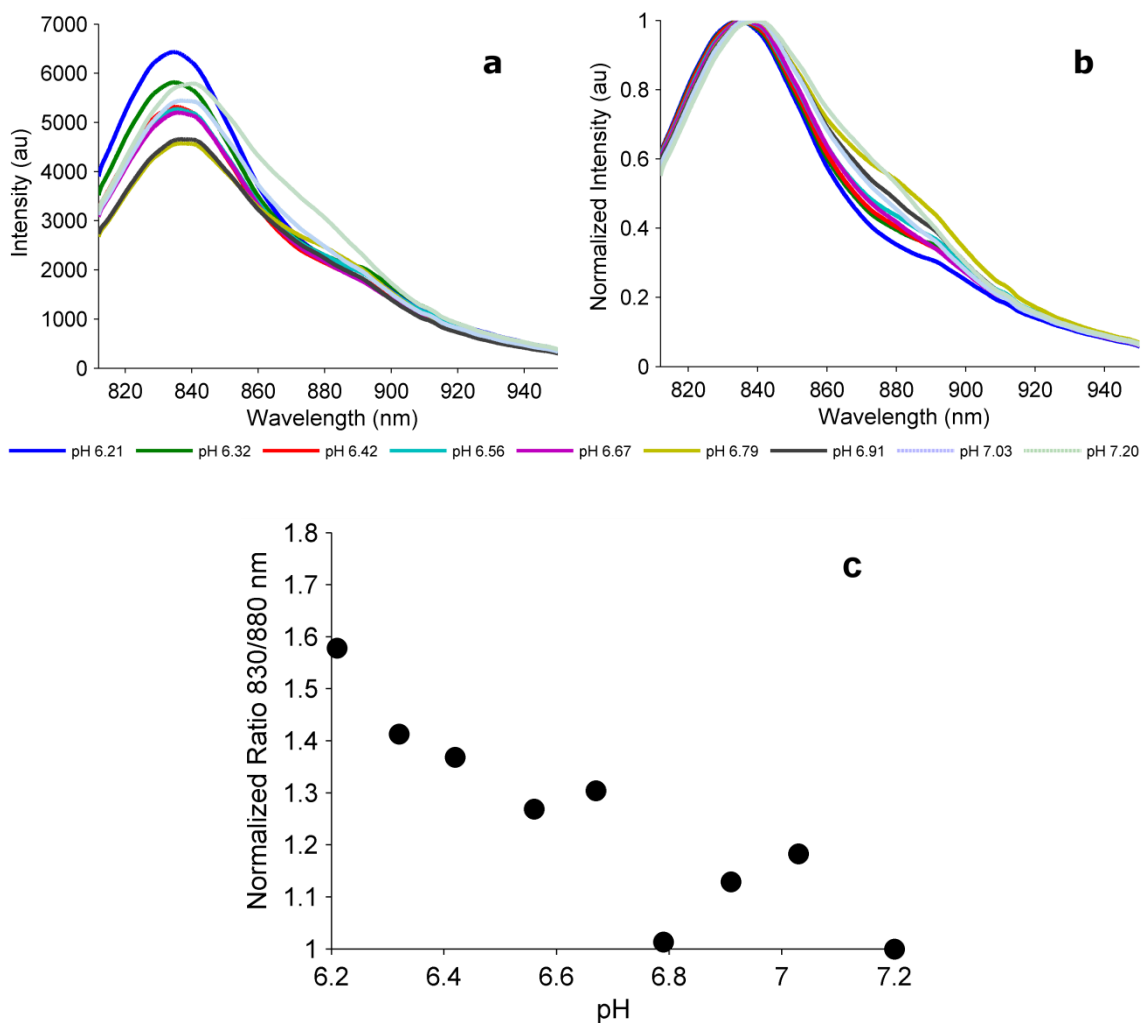 a
7000
6000
5000
4000
3000
2000
1000
0
Intensity (au)
820 840 860 880 900 920 940
Wavelength (nm)
b
1
0.8
0.6
0.4
0.2
0
Normalized Intensity (au)
820 840 860 880 900 920 940
Wavelength (nm)
pH 6.21 pH 6.32 pH 6.42 pH 6.56 pH 6.67 pH 6.79 pH 6.91 pH 7.03 pH 7.20
c
1.8
1.7
1.6
1.5
1.4
1.3
1.2
1.1
1
Normalized Ratio 830/880 nm
6.2 6.4 6.6 6.8 7 7.2
pH